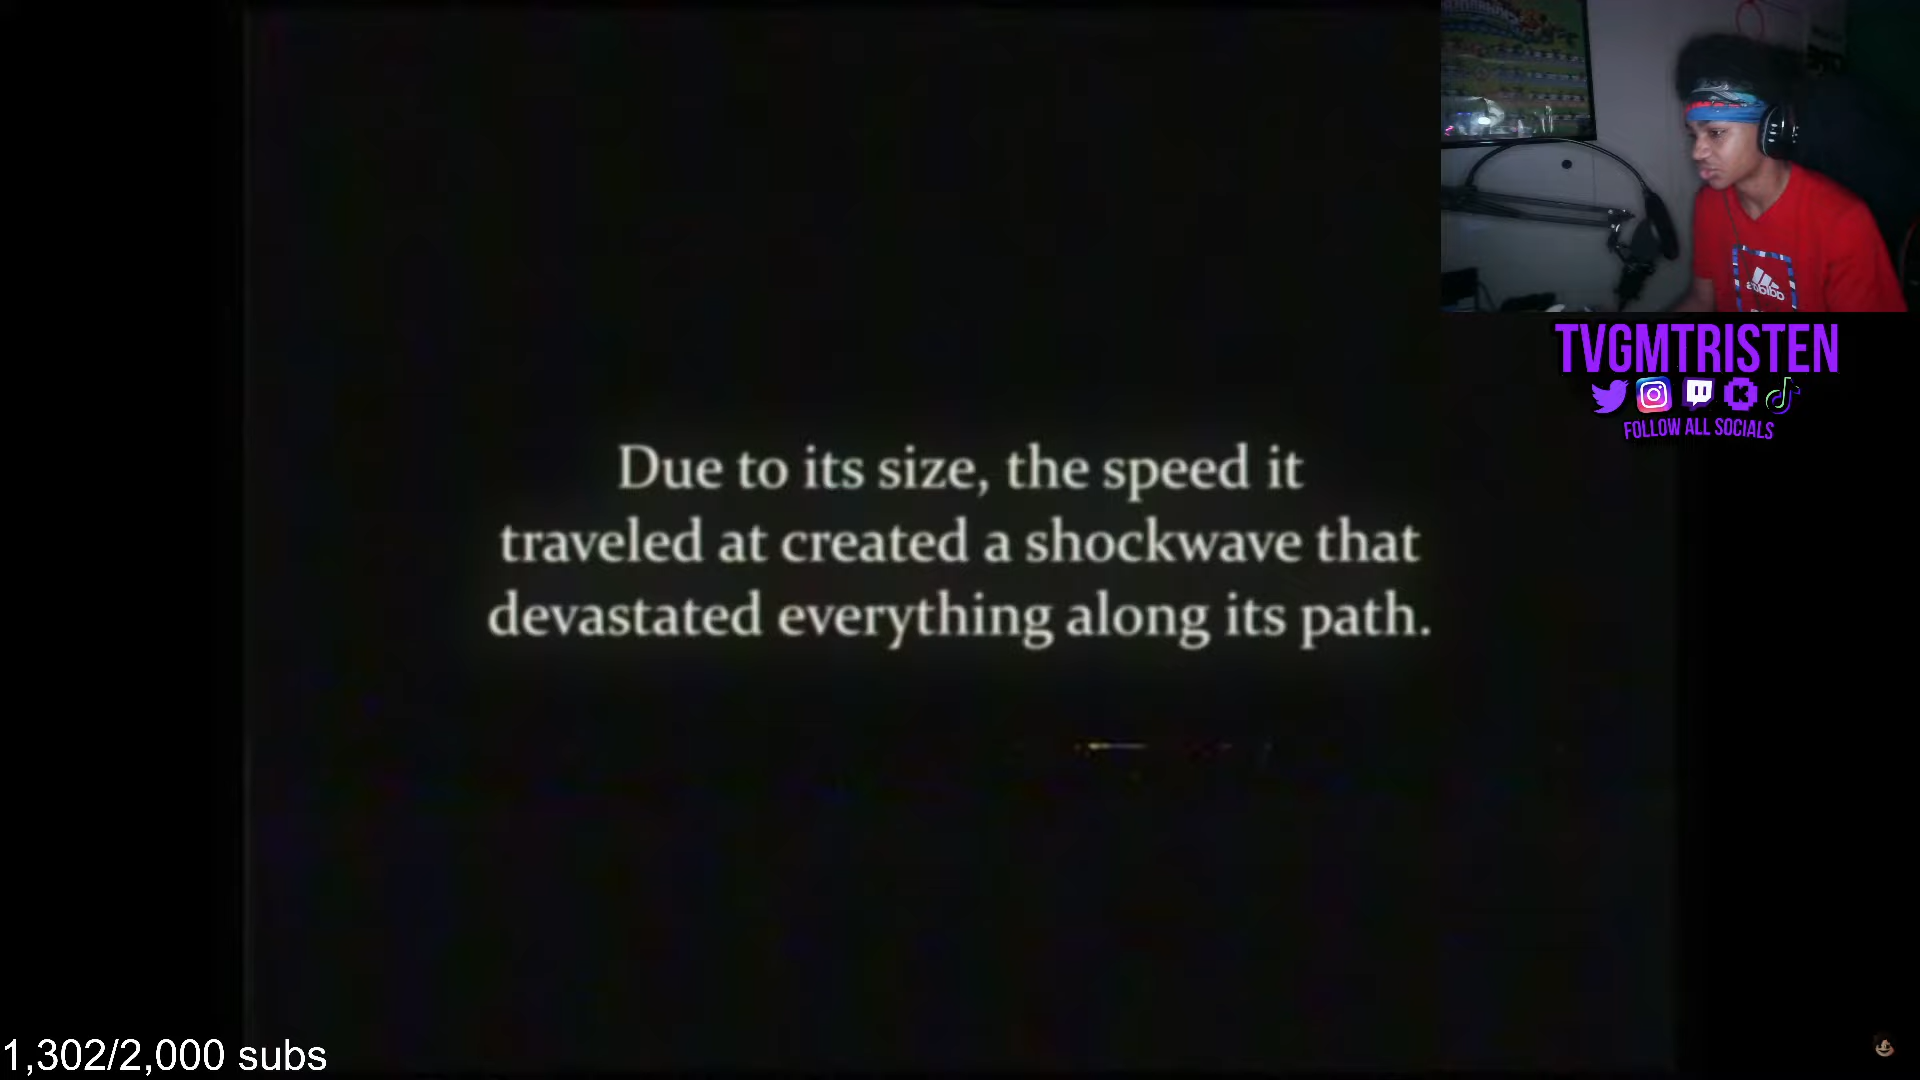 Due to its size, the speed it
traveled at created a shockwave that
devastated everything along its path.
TVGMTRISTEN
FOLLOW ALL SOCIALS
adidas
1,302/2,000 subs